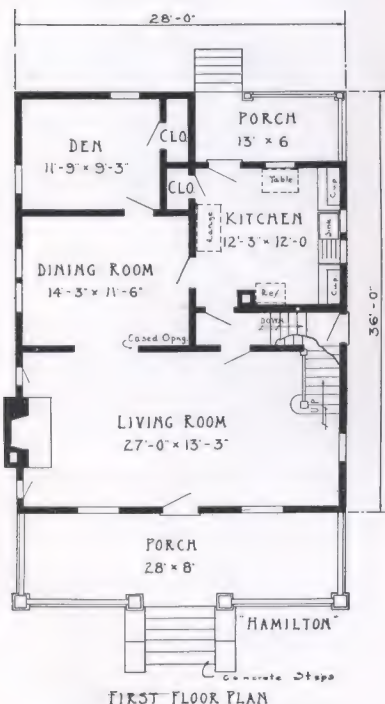 28'-0"
DEN
11'-9" x 9'-3"
CLO.
PORCH
13' x 6
CLO.
Table
Cup
Range
KITCHEN
12'-3" x 12'-0
Sink
DINING ROOM
14'-3" x 11'-6"
Ref
Cup
Cased Opng.
DOWN
36'-0"
UP
LIVING ROOM
27'-0" x 13'-3"
PORCH
28' x 8'
"HAMILTON"
Concrete Steps
FIRST FLOOR PLAN